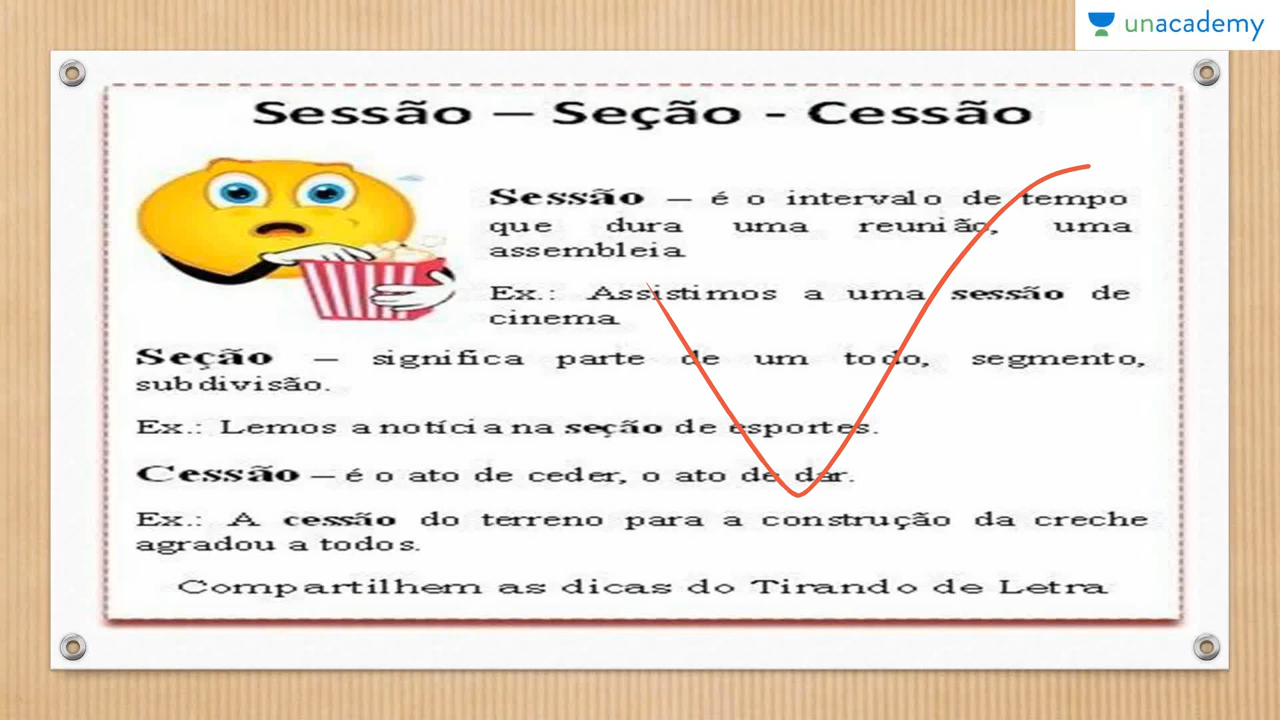 unacademy
Sessão – Seção - Cessão
Sessão – é o intervalo de tempo
que dura uma reunião, uma
assembleia
Ex.: Assistimos a uma sessão de
cinema
Seção – significa parte de um todo, segmento,
subdivisão.
Ex.: Lemos a notícia na seção de esportes.
Cessão – é o ato de ceder, o ato de dar.
Ex.: A cessão do terreno para a construção da creche
agradou a todos.
Compartilhem as dicas do Tirando de Letra